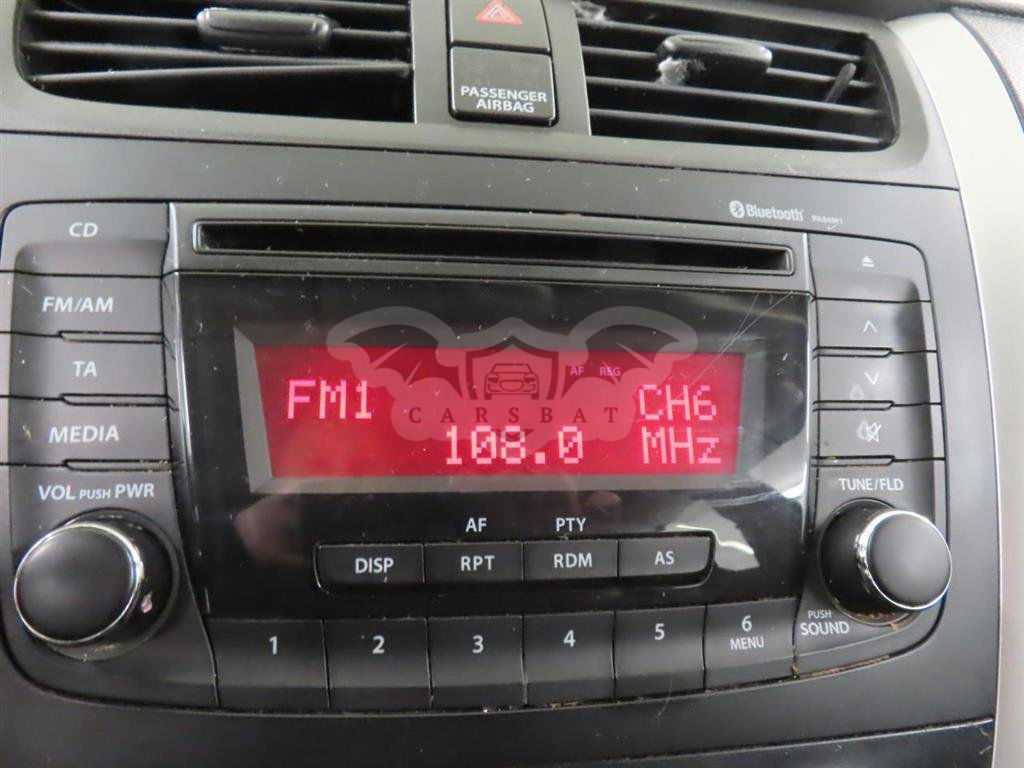 PASSENGER
AIRBAG
Bluetooth
CD
FM/AM
TA
MEDIA
VOL PUSH PWR
AF REG
FM1 CH6
108.0 MHz
CARSBAT
TUNE/FLD
AF PTY
DISP RPT RDM AS
1 2 3 4 5 6
MENU
PUSH
SOUND